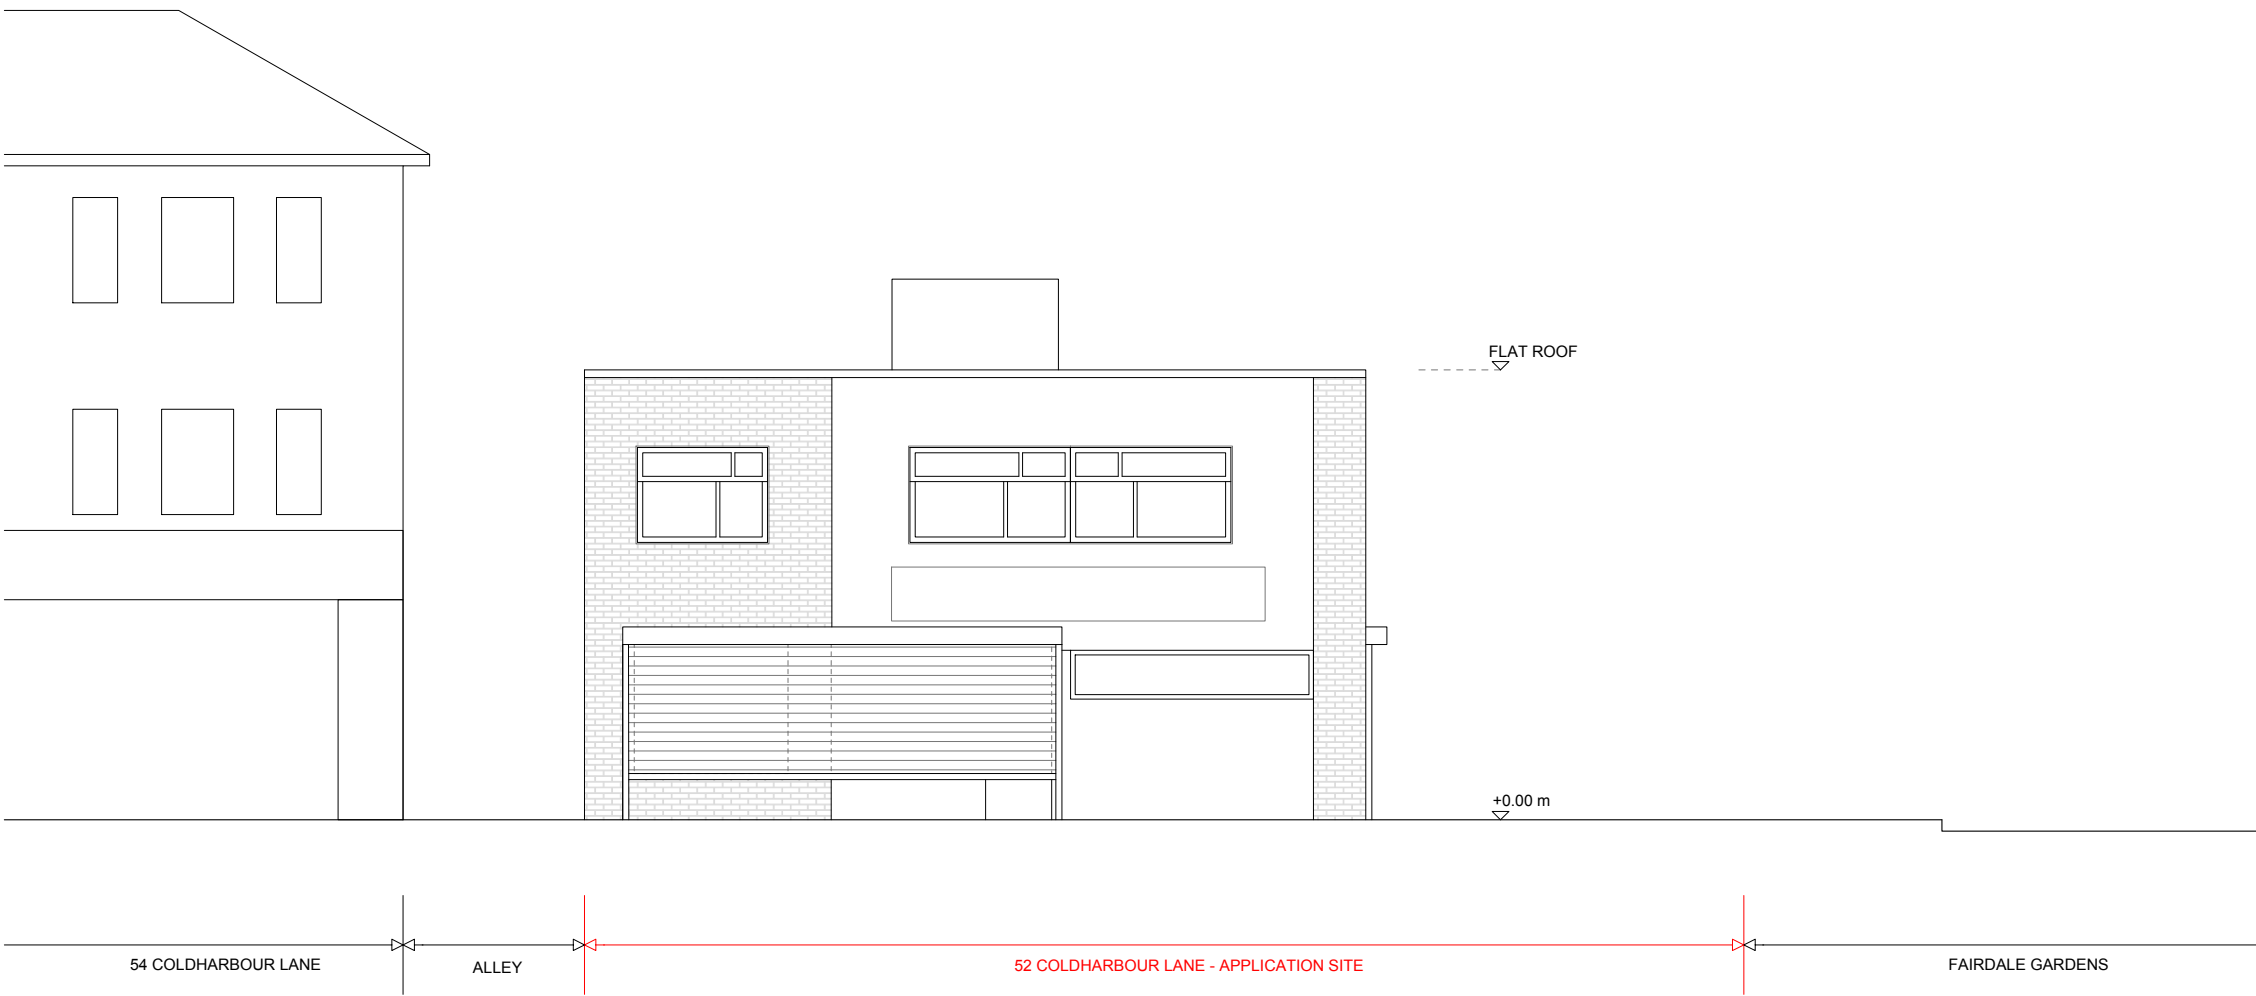 FLAT ROOF
+0.00 m
54 COLDHARBOUR LANE
ALLEY
52 COLDHARBOUR LANE - APPLICATION SITE
FAIRDALE GARDENS